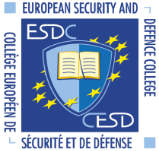 EUROPEAN SECURITY AND
DEFENCE COLLEGE
COLLÈGE EUROPÉEN DE
SÉCURITÉ ET DE DÉFENSE
ESDC
CESD